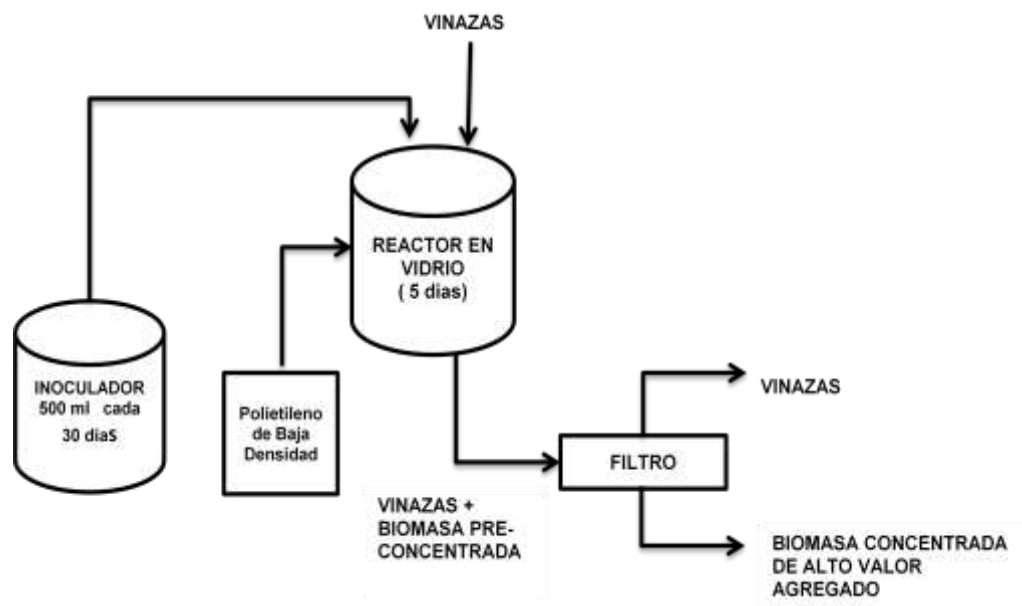 VINAZAS
REACTOR EN
VIDRIO
( 5 dias)
INOCULADOR
500 ml cada
30 diaS
Polietileno
de Baja
Densidad
VINAZAS
FILTRO
VINAZAS +
BIOMASA PRE-
CONCENTRADA
BIOMASA CONCENTRADA
DE ALTO VALOR
AGREGADO